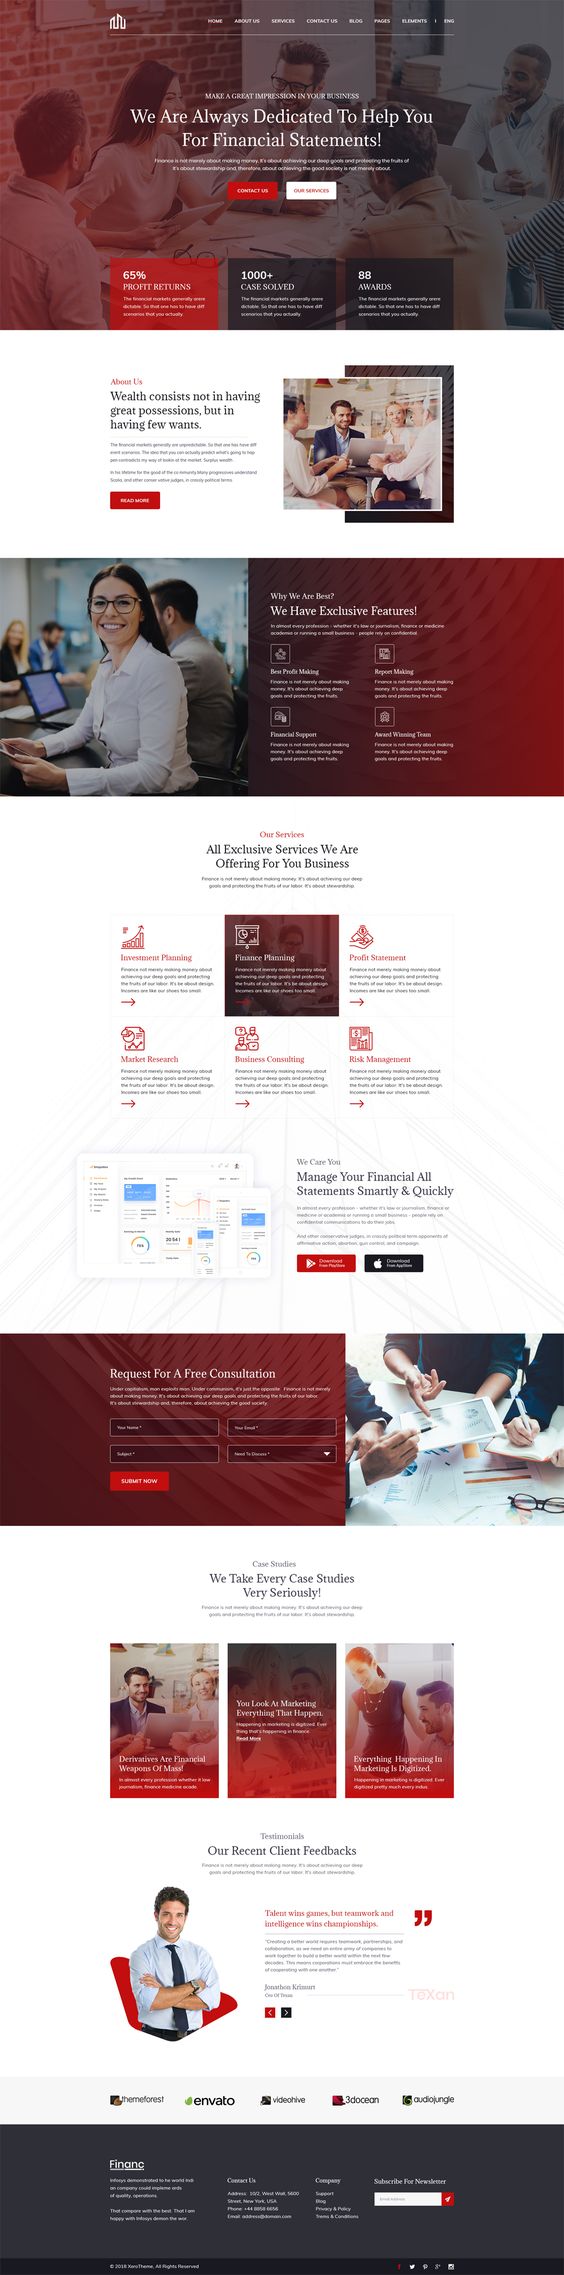 HOME ABOUT US SERVICES CONTACT US BLOG PAGES ELEMENTS | ENG
MAKE A GREAT IMPRESSION IN YOUR BUSINESS
We Are Always Dedicated To Help You
For Financial Statements!
Finance is not merely about making money. It's about achieving our deep goals and protecting the fruits of
it's about stewardship and, therefore, about achieving the good society is not merely about.
CONTACT US
OUR SERVICES
65%
PROFIT RETURNS
The financial markets generally arere
dictable. So that one has to have diff
scenarios that you actually.
1000+
CASE SOLVED
The financial markets generally arere
dictable. So that one has to have diff
scenarios that you actually.
88
AWARDS
The financial markets generally arere
dictable. So that one has to have diff
scenarios that you actually.
About Us
Wealth consists not in having
great possessions, but in
having few wants.
The financial markets generally are unpredictable. So that one has have diff
erent scenarios. The idea that you can actually predict what's going to hap
pen contradicts my way of lookin at the market. Surplus wealth
In his lifetime for the good of the co mmunity Many progressives understand
Scalia, and other conser vative judges, in crassly political terms.
READ MORE
Why We Are Best?
We Have Exclusive Features!
In almost every profession - whether it's law or journalism, finance or medicine
academia or running a small business - people rely on confidential.
Best Profit Making
Finance is not merely about making
money. It's about achieving deep
goals and protecting the fruits.
Report Making
Finance is not merely about making
money. It's about achieving deep
goals and protecting the fruits.
Financial Support
Finance is not merely about making
money. It's about achieving deep
goals and protecting the fruits.
Award Winning Team
Finance is not merely about making
money. It's about achieving deep
goals and protecting the fruits.
Our Services
All Exclusive Services We Are
Offering For You Business
Finance is not merely about making money. It's about achieving our deep
goals and protecting the fruits of our labor. It's about stewardship.
Investment Planning
Finance not merely making money about
achieving our deep goals and protecting
the fruits of our labor. It's be about design.
Incomes are like our shoes too small.
Finance Planning
Finance not merely making money about
achieving our deep goals and protecting
the fruits of our labor. It's be about design.
Incomes are like our shoes too small.
Profit Statement
Finance not merely making money about
achieving our deep goals and protecting
the fruits of our labor. It's be about design.
Incomes are like our shoes too small.
Market Research
Finance not merely making money about
achieving our deep goals and protecting
the fruits of our labor. It's be about design.
Incomes are like our shoes too small.
Business Consulting
Finance not merely making money about
achieving our deep goals and protecting
the fruits of our labor. It's be about design.
Incomes are like our shoes too small.
Risk Management
Finance not merely making money about
achieving our deep goals and protecting
the fruits of our labor. It's be about design.
Incomes are like our shoes too small.
We Care You
Manage Your Financial All
Statements Smartly & Quickly
In almost every profession - whether it's law or journalism, finance or
medicine or academia or running a small business - people rely on
confidential communications to do their jobs.
And other conservative judges, in crassly political term opponents of
affirmative action, abortion, gun control, and campaign.
Download
From PlayStore
Download
From AppStore
Request For A Free Consultation
Under capitalism, man exploits man. Under communism, it's just the opposite. Finance is not merely
about making money. It's about achieving our deep goals and protecting the fruits of our labor.
It's about stewardship and, therefore, about achieving the good society.
Your Name *
Your Email *
Subject *
Need To Discuss *
SUBMIT NOW
Case Studies
We Take Every Case Studies
Very Seriously!
Finance is not merely about making money. It's about achieving our deep
goals and protecting the fruits of our labor. It's about stewardship.
Derivatives Are Financial
Weapons Of Mass!
In almost every profession whether it law
journalism, finance medicine acade.
You Look At Marketing
Everything That Happen.
Happening in marketing is digitized. Ever
thing that's happening in finance.
Read More
Everything Happening In
Marketing Is Digitized.
Happening in marketing is digitized. Ever
digitized pretty much every indus.
Testimonials
Our Recent Client Feedbacks
Finance is not merely about making money. It's about achieving our deep
goals and protecting the fruits of our labor. It's about stewardship.
Talent wins games, but teamwork and
intelligence wins championships.
"Creating a better world requires teamwork, partnerships, and
collaboration, as we need an entire army of companies to
work together to build a better world within the next few
decades. This means corporations must embrace the benefits
of cooperating with one another."
Jonathon Krimurt
Ceo Of Team
TeXan
themeforest
envato
videohive
3docean
audiojungle
Financ
Infosys demonstrated to he world Indi
an company could impleme ards
of quality, operations.
That compare with the best. That I am
happy with Infosys demon the wor.
Contact Us
Address: 10/2, West Wall, 5600
Street, New York, USA
Phone: +44 8858 6656
Email: address@domain.com
Company
Support
Blog
Privacy & Policy
Trems & Conditions
Subscribe For Newsletter
Email Address
© 2018 XeroTheme, All Rights Reserved